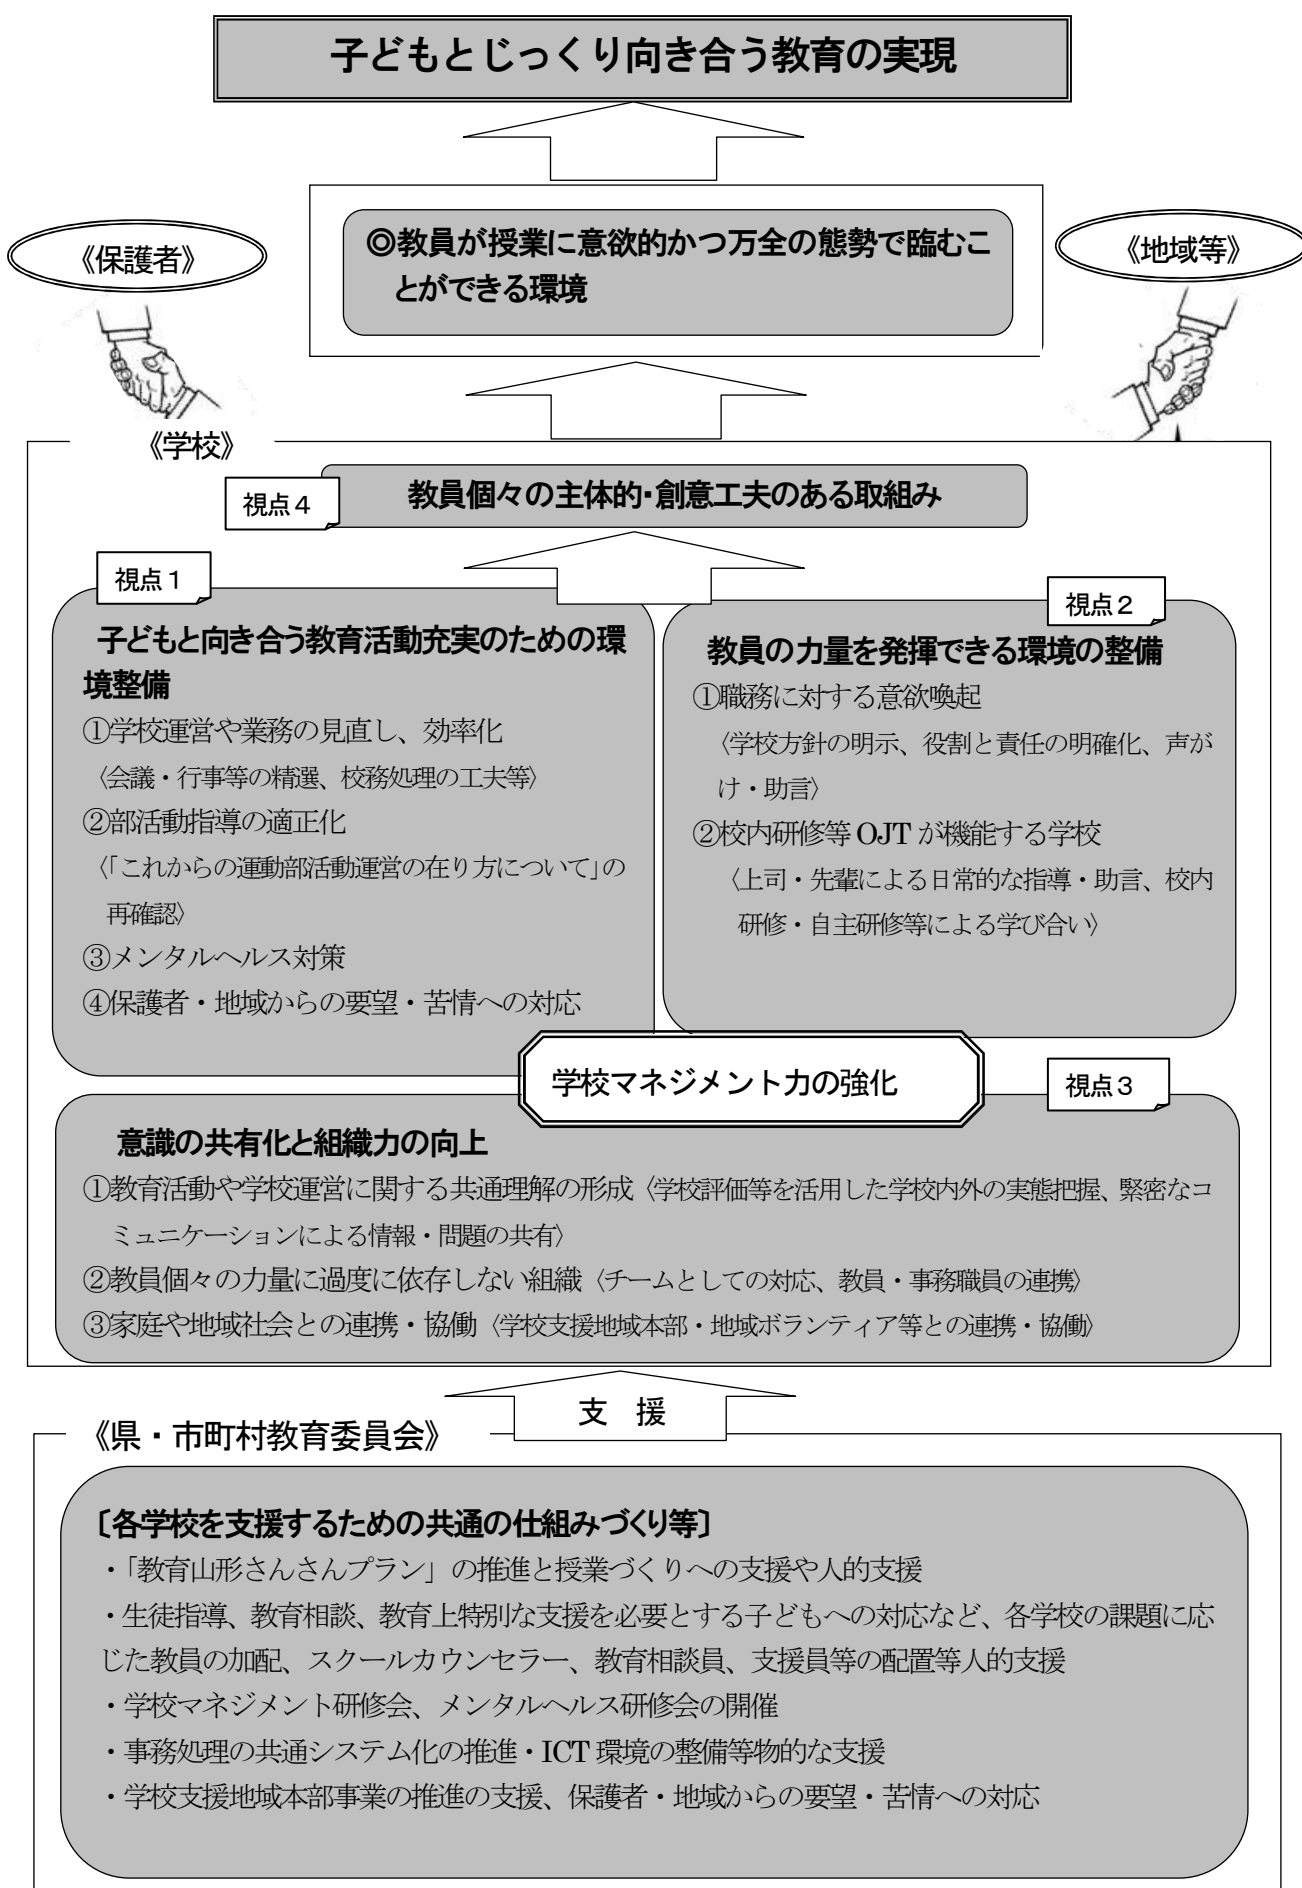 子どもとじっくり向き合う教育の実現
◎教員が授業に意欲的かつ万全の態勢で臨むこ
とができる環境
《保護者》
《地域等》
《学校》
視点４
教員個々の主体的・創意工夫のある取組み
視点１
子どもと向き合う教育活動充実のための環
境整備
①学校運営や業務の見直し、効率化
〈会議・行事等の精選、校務処理の工夫等〉
②部活動指導の適正化
〈「これからの運動部活動運営の在り方について」の
再確認〉
③メンタルヘルス対策
④保護者・地域からの要望・苦情への対応
視点２
教員の力量を発揮できる環境の整備
①職務に対する意欲喚起
〈学校方針の明示、役割と責任の明確化、声が
け・助言〉
②校内研修等 OJT が機能する学校
〈上司・先輩による日常的な指導・助言、校内
研修・自主研修等による学び合い〉
学校マネジメント力の強化
視点３
意識の共有化と組織力の向上
①教育活動や学校運営に関する共通理解の形成〈学校評価等を活用した学校内外の実態把握、緊密なコ
ミュニケーションによる情報・問題の共有〉
②教員個々の力量に過度に依存しない組織〈チームとしての対応、教員・事務職員の連携〉
③家庭や地域社会との連携・協働〈学校支援地域本部・地域ボランティア等との連携・協働〉
支　援
《県・市町村教育委員会》
〔各学校を支援するための共通の仕組みづくり等〕
・「教育山形さんさんプラン」の推進と授業づくりへの支援や人的支援
・生徒指導、教育相談、教育上特別な支援を必要とする子どもへの対応など、各学校の課題に応
じた教員の加配、スクールカウンセラー、教育相談員、支援員等の配置等人的支援
・学校マネジメント研修会、メンタルヘルス研修会の開催
・事務処理の共通システム化の推進・ICT 環境の整備等物的な支援
・学校支援地域本部事業の推進の支援、保護者・地域からの要望・苦情への対応